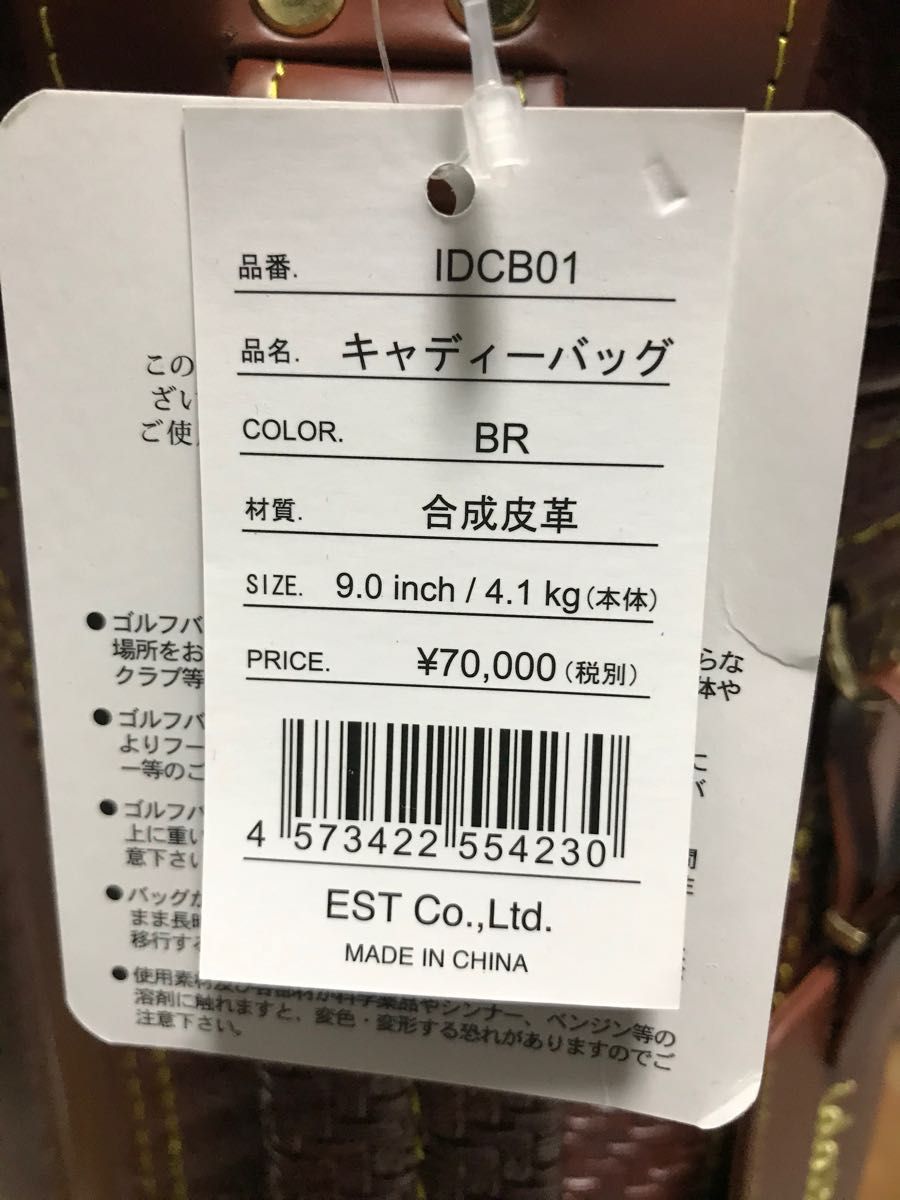 品番. IDCB01
品名. キャディーバッグ
COLOR. BR
材質. 合成皮革
SIZE. 9.0 inch / 4.1 kg(本体)
PRICE. ¥70,000(税別)
4 573422 554230
EST Co.,Ltd.
MADE IN CHINA
この
ざい
ご使
●ゴルフバ
場所をお らな
クラブ等 体や
●ゴルフバ
よりフー に
ー等のご バ
●ゴルフバ
上に重い 間
意下さい
●バッグか
まま長時
移行する
●使用素材及び各部材が科学薬品やシンナー、ベンジン等の
溶剤に触れますと、変色・変形する恐れがありますのでご
注意下さい。